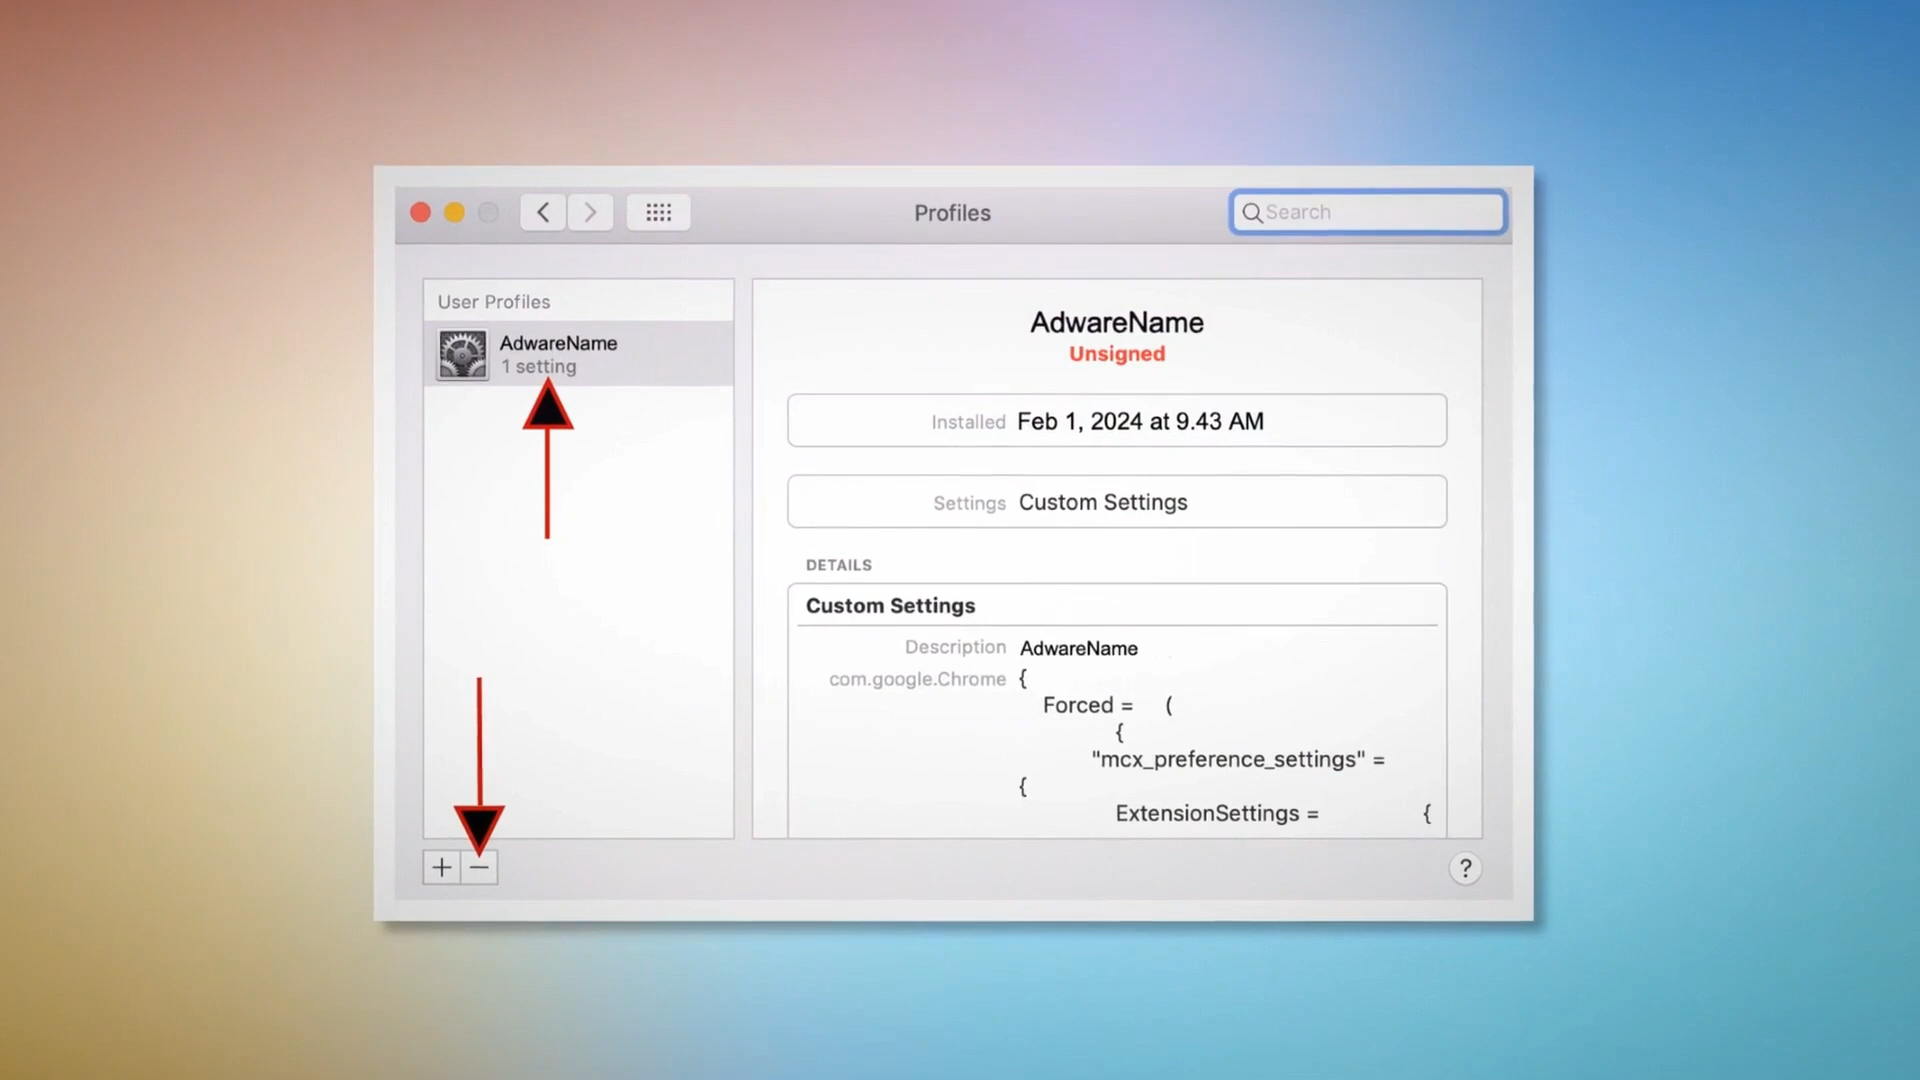 Profiles
Search
User Profiles
AdwareName
1 setting
AdwareName
Unsigned
Installed Feb 1, 2024 at 9.43 AM
Settings Custom Settings
DETAILS
Custom Settings
Description AdwareName
com.google.Chrome {
Forced = (
{
"mcx_preference_settings" =
{
ExtensionSettings = {
+ −
?